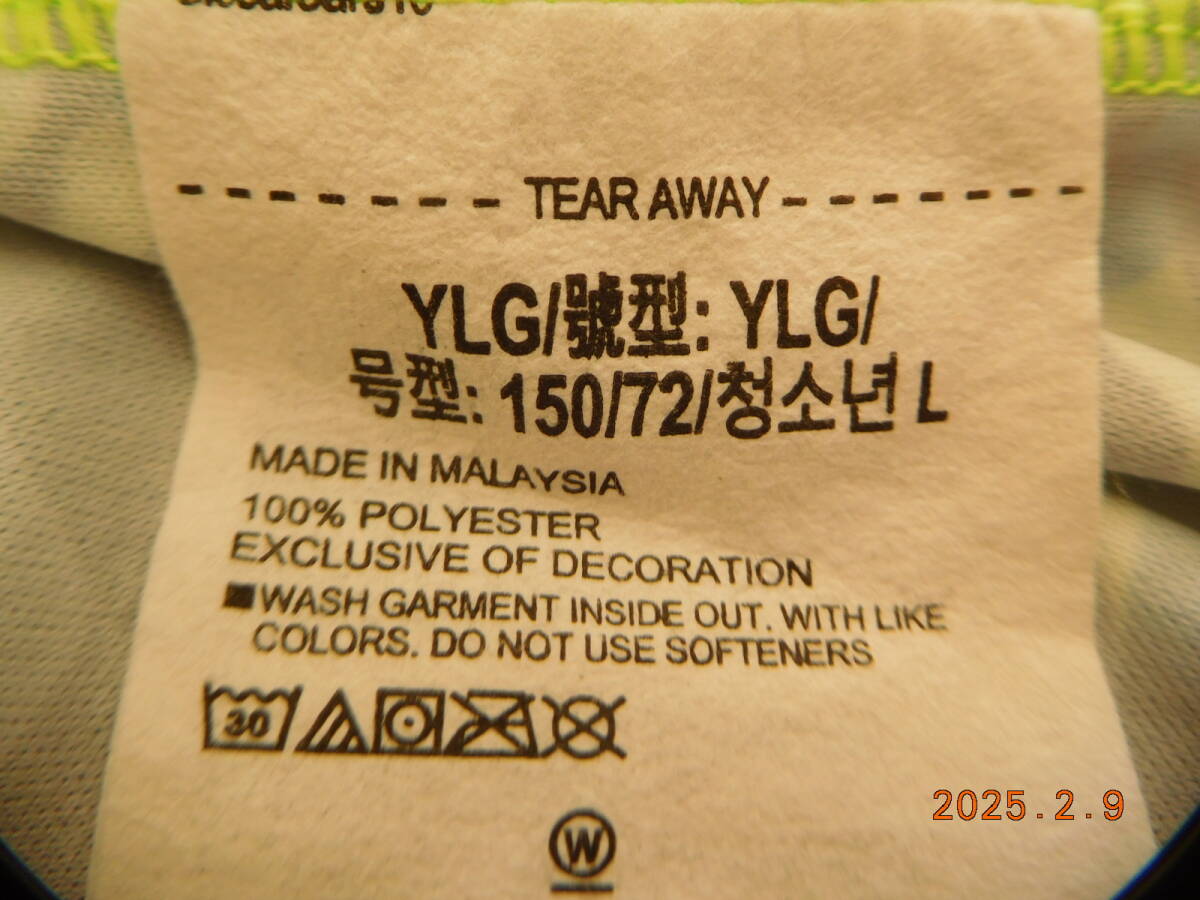 TEAR AWAY
YLG/號型: YLG/
号型: 150/72/청소년 L
MADE IN MALAYSIA
100% POLYESTER
EXCLUSIVE OF DECORATION
WASH GARMENT INSIDE OUT. WITH LIKE
COLORS. DO NOT USE SOFTENERS
30
W
2025.2.9